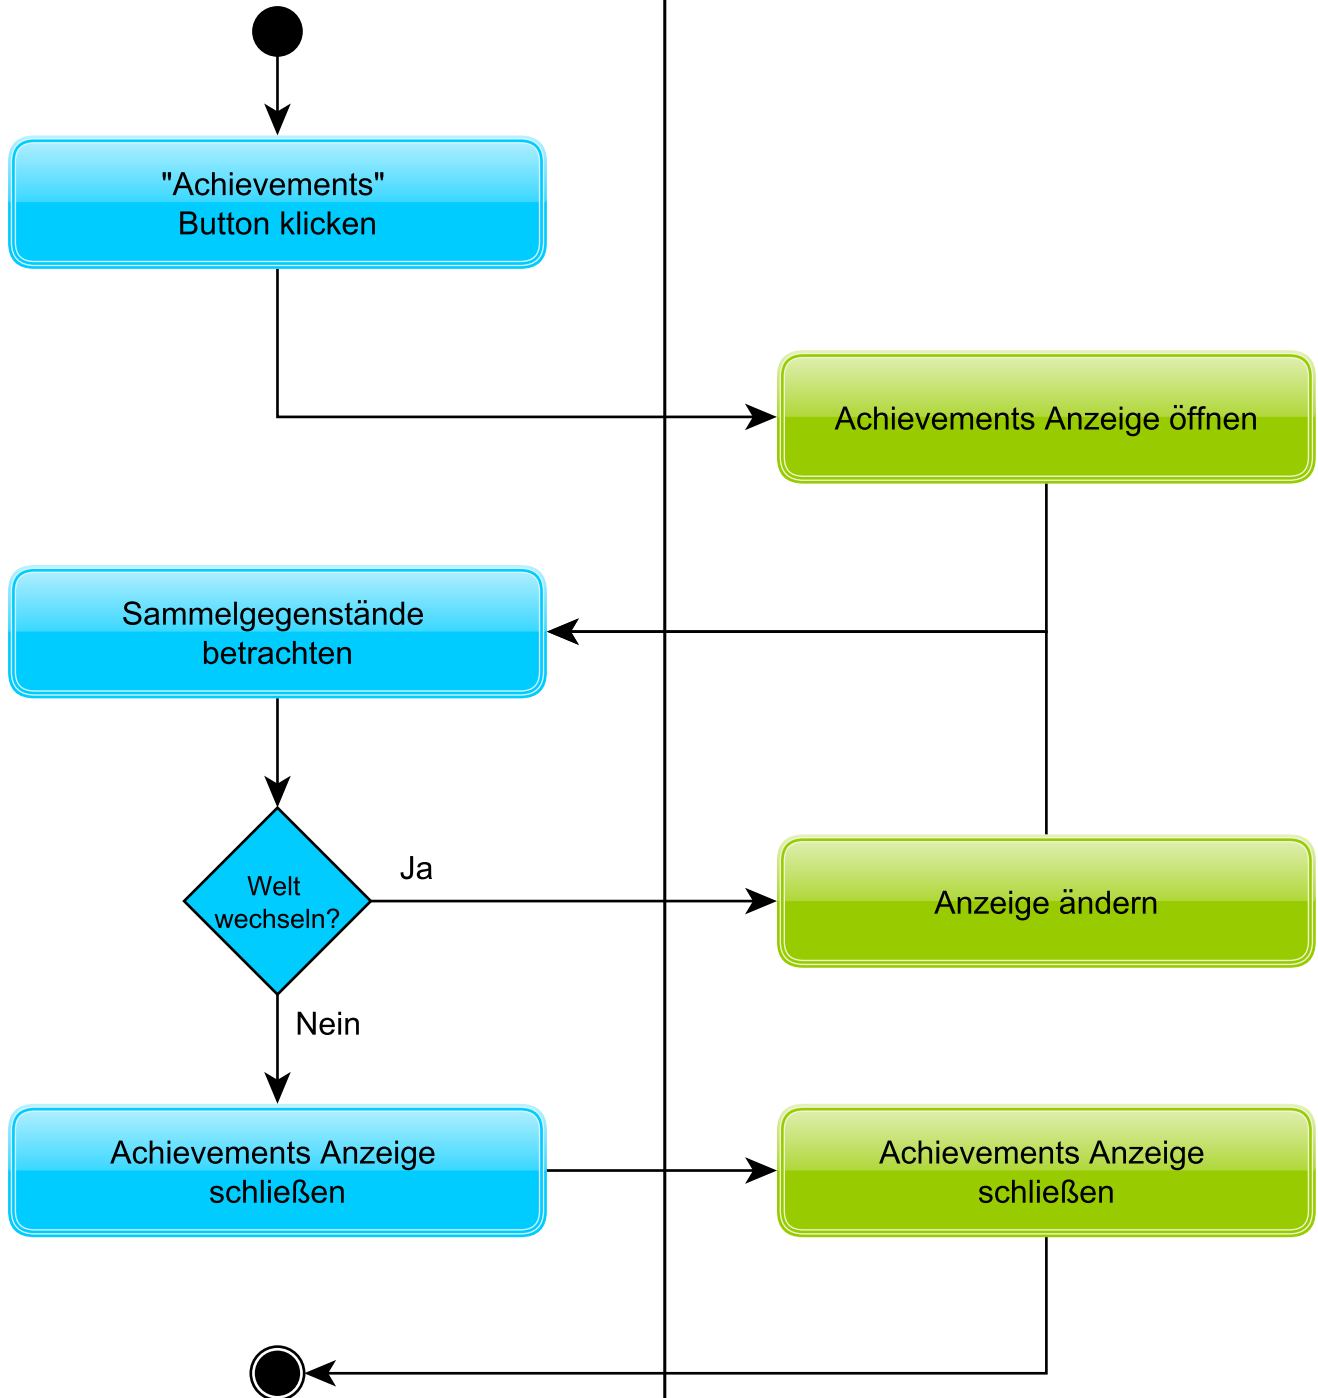 "Achievements"
Button klicken
Achievements Anzeige öffnen
Sammelgegenstände
betrachten
Welt
wechseln?
Ja
Anzeige ändern
Nein
Achievements Anzeige
schließen
Achievements Anzeige
schließen